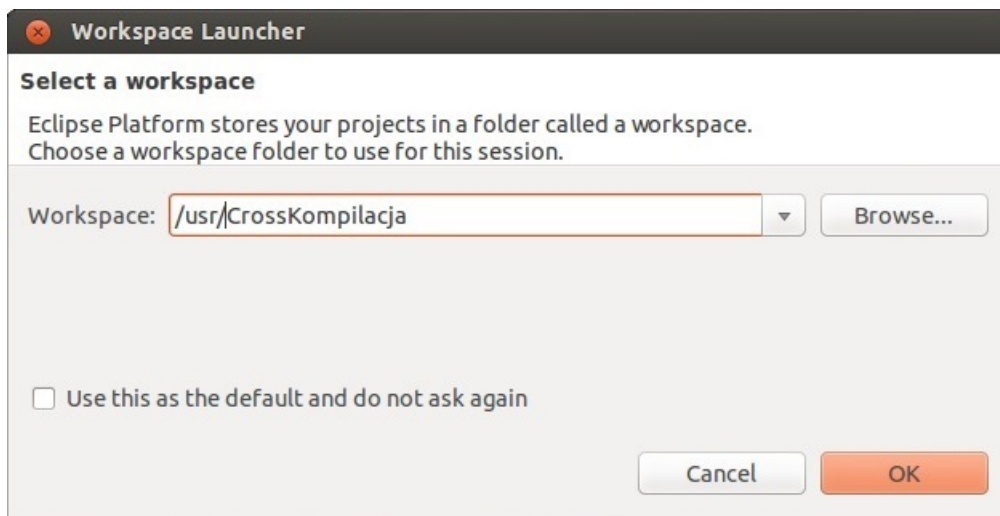 Workspace Launcher
Select a workspace
Eclipse Platform stores your projects in a folder called a workspace.
Choose a workspace folder to use for this session.
Workspace: /usr/CrossKompilacja Browse...
Use this as the default and do not ask again
Cancel OK